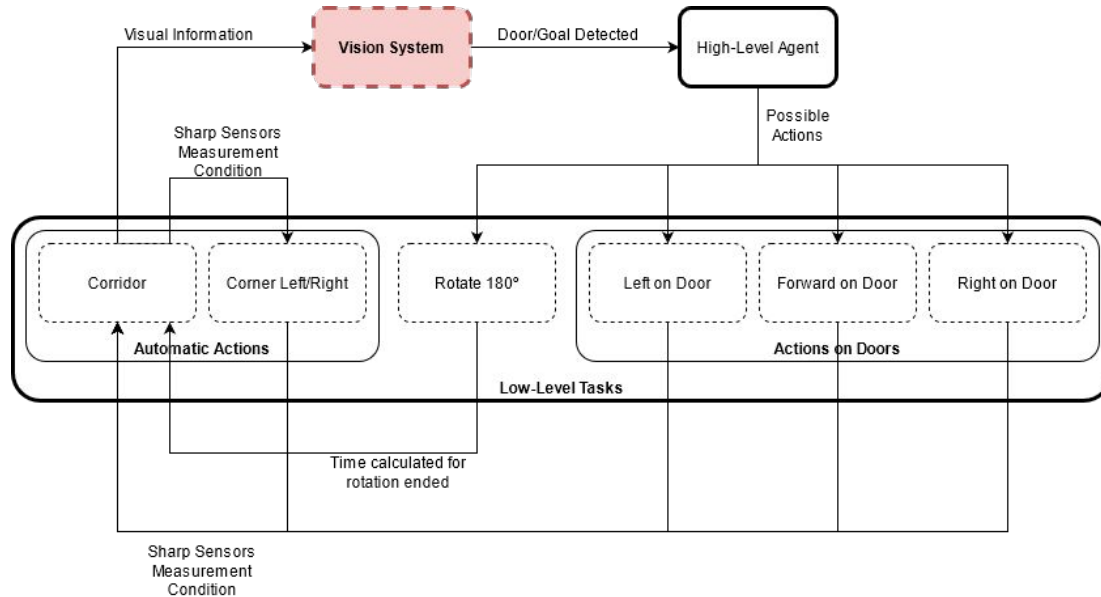 Visual Information
Vision System
Door/Goal Detected
High-Level Agent
Possible
Actions
Sharp Sensors
Measurement
Condition
Corridor
Corner Left/Right
Rotate 180º
Left on Door
Forward on Door
Right on Door
Automatic Actions
Actions on Doors
Low-Level Tasks
Time calculated for
rotation ended
Sharp Sensors
Measurement
Condition